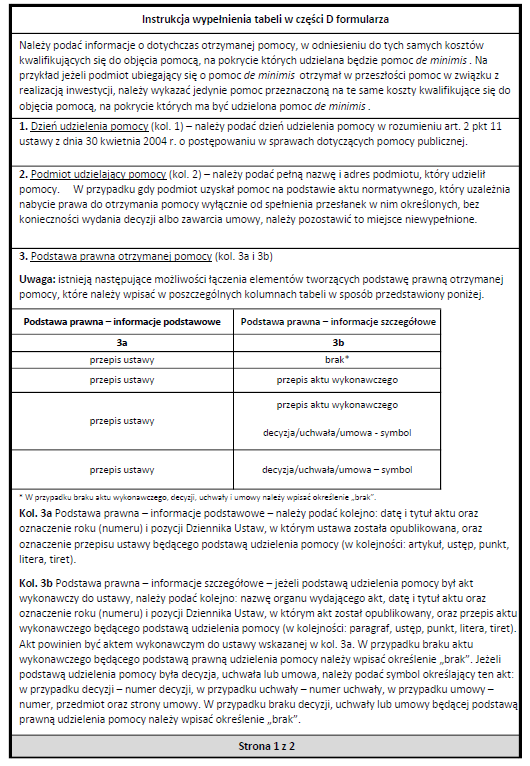 Instrukcja wypełnienia tabeli w części D formularza
Należy podać informacje o dotychczas otrzymanej pomocy, w odniesieniu do tych samych kosztów
kwalifikujących się do objęcia pomocą, na pokrycie których udzielana będzie pomoc de minimis . Na
przykład jeżeli podmiot ubiegający się o pomoc de minimis otrzymał w przeszłości pomoc w związku z
realizacją inwestycji, należy wykazać jedynie pomoc przeznaczoną na te same koszty kwalifikujące się do
objęcia pomocą, na pokrycie których ma być udzielona pomoc de minimis .
1. Dzień udzielenia pomocy (kol. 1) – należy podać dzień udzielenia pomocy w rozumieniu art. 2 pkt 11
ustawy z dnia 30 kwietnia 2004 r. o postępowaniu w sprawach dotyczących pomocy publicznej.
2. Podmiot udzielający pomocy (kol. 2) – należy podać pełną nazwę i adres podmiotu, który udzielił
pomocy. W przypadku gdy podmiot uzyskał pomoc na podstawie aktu normatywnego, który uzależnia
nabycie prawa do otrzymania pomocy wyłącznie od spełnienia przesłanek w nim określonych, bez
konieczności wydania decyzji albo zawarcia umowy, należy pozostawić to miejsce niewypełnione.
3. Podstawa prawna otrzymanej pomocy (kol. 3a i 3b)
Uwaga: istnieją następujące możliwości łączenia elementów tworzących podstawę prawną otrzymanej
pomocy, które należy wpisać w poszczególnych kolumnach tabeli w sposób przedstawiony poniżej.
Podstawa prawna – informacje podstawowe Podstawa prawna – informacje szczegółowe
3a 3b
przepis ustawy brak*
przepis ustawy przepis aktu wykonawczego
przepis aktu wykonawczego
przepis ustawy
decyzja/uchwała/umowa - symbol
przepis ustawy decyzja/uchwała/umowa – symbol
* W przypadku braku aktu wykonawczego, decyzji, uchwały i umowy należy wpisać określenie „brak”.
Kol. 3a Podstawa prawna – informacje podstawowe – należy podać kolejno: datę i tytuł aktu oraz
oznaczenie roku (numeru) i pozycji Dziennika Ustaw, w którym ustawa została opublikowana, oraz
oznaczenie przepisu ustawy będącego podstawą udzielenia pomocy (w kolejności: artykuł, ustęp, punkt,
litera, tiret).
Kol. 3b Podstawa prawna – informacje szczegółowe – jeżeli podstawą udzielenia pomocy był akt
wykonawczy do ustawy, należy podać kolejno: nazwę organu wydającego akt, datę i tytuł aktu oraz
oznaczenie roku (numeru) i pozycji Dziennika Ustaw, w którym akt został opublikowany, oraz przepis aktu
wykonawczego będącego podstawą udzielenia pomocy (w kolejności: paragraf, ustęp, punkt, litera, tiret).
Akt powinien być aktem wykonawczym do ustawy wskazanej w kol. 3a. W przypadku braku aktu
wykonawczego będącego podstawą prawną udzielenia pomocy należy wpisać określenie „brak”. Jeżeli
podstawą udzielenia pomocy była decyzja, uchwała lub umowa, należy podać symbol określający ten akt:
w przypadku decyzji – numer decyzji, w przypadku uchwały – numer uchwały, w przypadku umowy –
numer, przedmiot oraz strony umowy. W przypadku braku decyzji, uchwały lub umowy będącej podstawą
prawną udzielenia pomocy należy wpisać określenie „brak”.
Strona 1 z 2